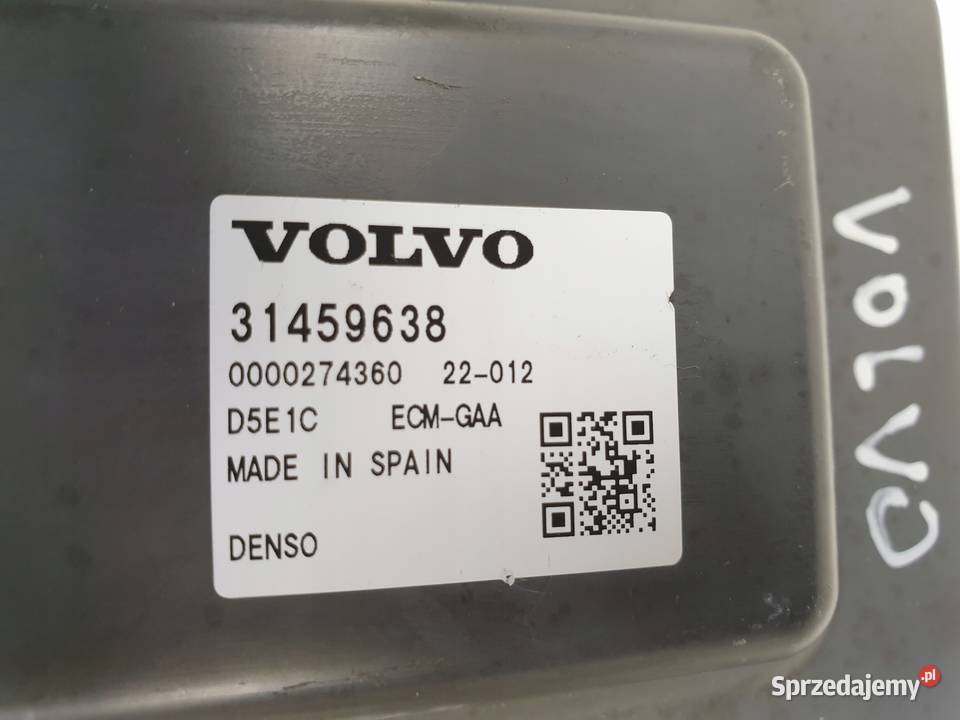 VOLVO
31459638
0000274360 22-012
D5E1C ECM-GAA
MADE IN SPAIN
DENSO
VOLVO
Sprzedajemy.pl